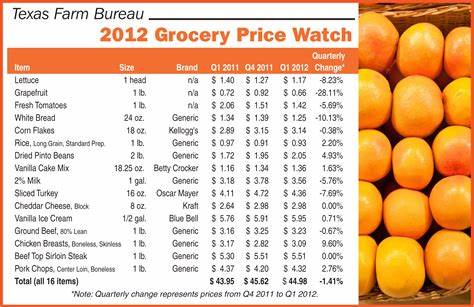 Texas Farm Bureau
2012 Grocery Price Watch
Quarterly
Item Size Brand Q1 2011 Q4 2011 Q1 2012 Change*
Lettuce 1 head n/a $ 1.40 $ 1.27 $ 1.17 -8.23%
Grapefruit 1 lb. n/a $ 0.72 $ 0.92 $ 0.66 -28.11%
Fresh Tomatoes 1 lb. n/a $ 2.06 $ 1.51 $ 1.42 -5.69%
White Bread 24 oz. Generic $ 1.34 $ 1.39 $ 1.25 -10.13%
Corn Flakes 18 oz. Kellogg's $ 2.89 $ 3.15 $ 3.14 -0.38%
Rice, Long Grain, Standard Prep. 1 lb. Generic $ 0.97 $ 0.91 $ 0.93 2.20%
Dried Pinto Beans 2 lb. Generic $ 1.72 $ 1.95 $ 2.05 4.93%
Vanilla Cake Mix 18.25 oz. Betty Crocker $ 1.16 $ 1.34 $ 1.36 1.63%
2% Milk 1 gal. Generic $ 3.18 $ 3.78 $ 3.56 -5.76%
Sliced Turkey 16 oz. Oscar Mayer $ 4.11 $ 4.72 $ 4.36 -7.69%
Cheddar Cheese, Block 8 oz. Kraft $ 2.64 $ 2.98 $ 2.98 0.00%
Vanilla Ice Cream 1/2 gal. Blue Bell $ 5.76 $ 5.91 $ 5.95 0.71%
Ground Beef, 80% Lean 1 lb. Generic $ 3.16 $ 3.25 $ 3.23 -0.67%
Chicken Breasts, Boneless, Skinless 1 lb. Generic $ 3.17 $ 2.82 $ 2.91 3.30%
Beef Top Sirloin Steak 1 lb. Generic $ 5.30 $ 5.51 $ 5.51 0.00%
Pork Chops, Center Loin, Boneless 1 lb. Generic $ 4.37 $ 4.20 $ 4.32 2.76%
Total (all 16 items) $ 43.95 $ 45.62 $ 44.98 -1.41%
*Note: Quarterly change represents prices from Q4 2011 to Q1 2012.